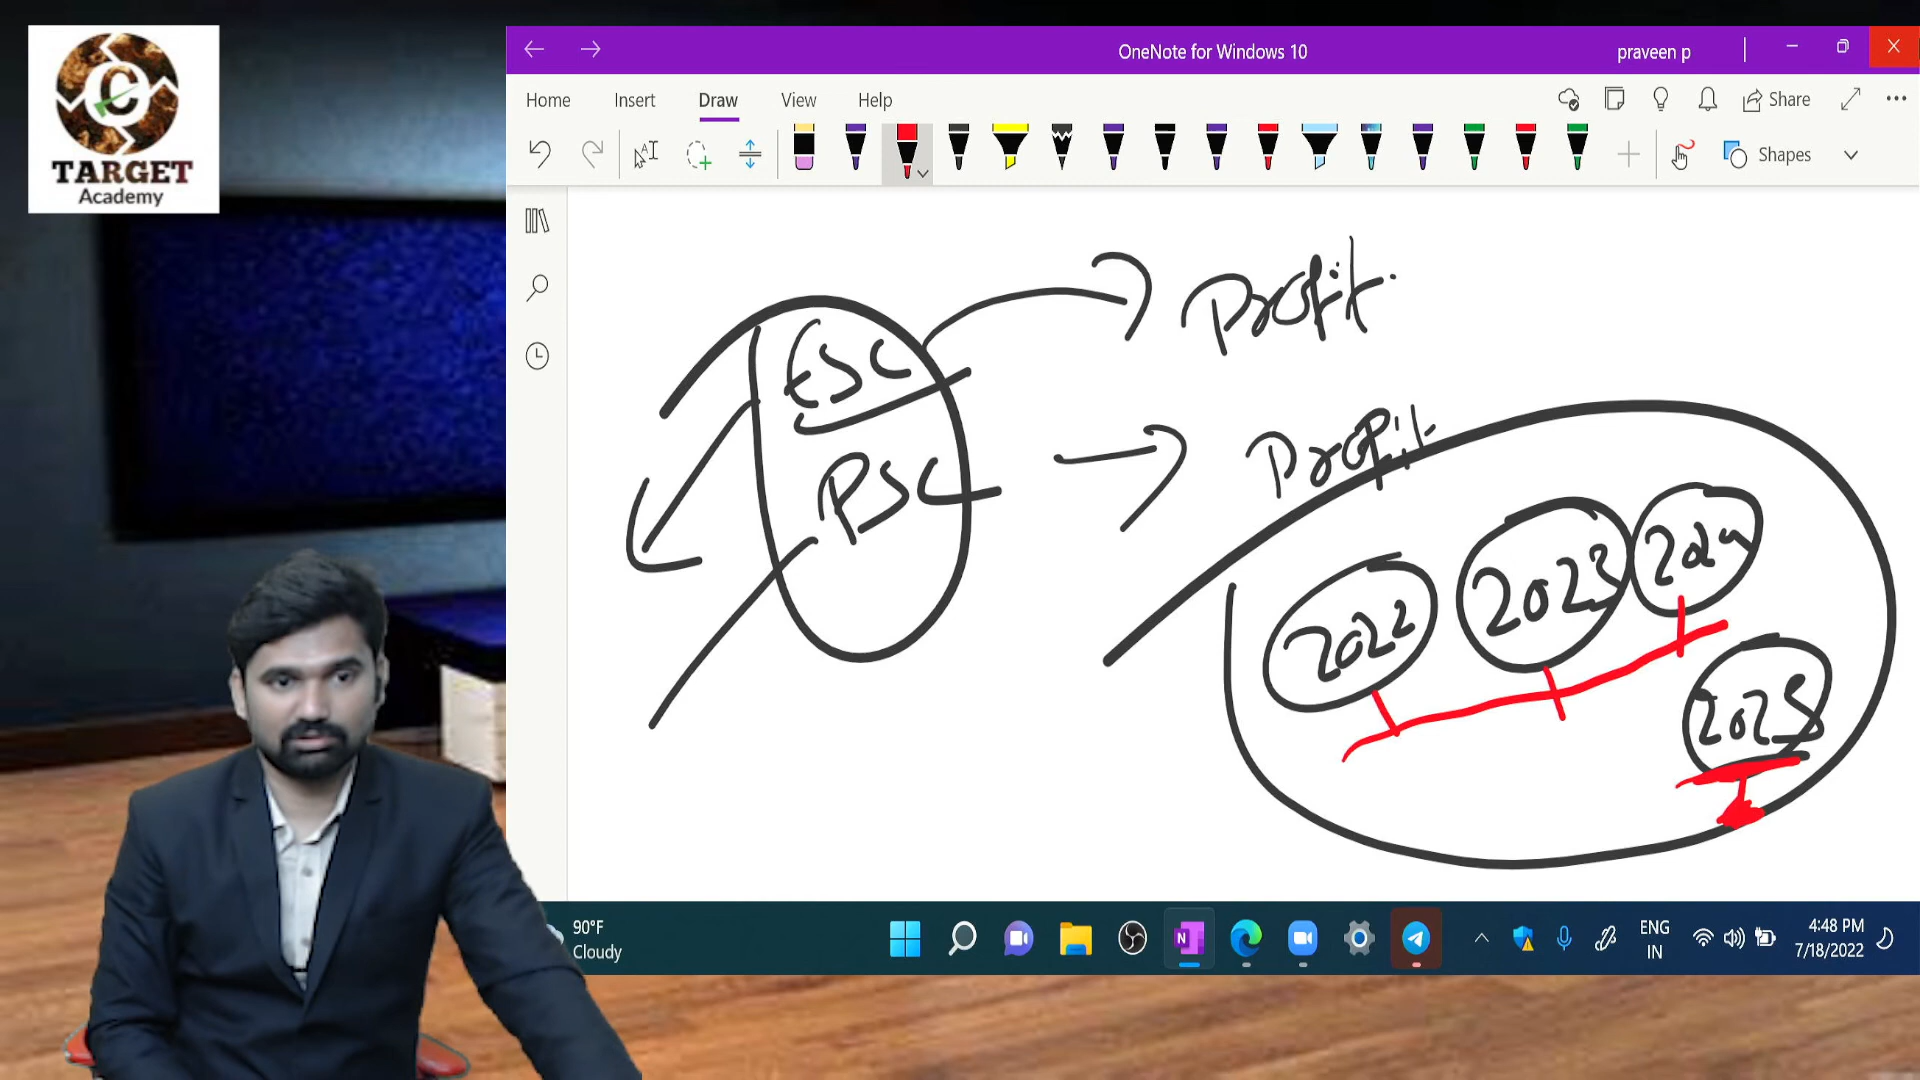 TARGET
Academy
OneNote for Windows 10
praveen p
Home Insert Draw View Help
Share
Shapes
ESC
Profit
PSC
Profit
2022
2023
2024
2025
90°F
Cloudy
ENG
IN
4:48 PM
7/18/2022